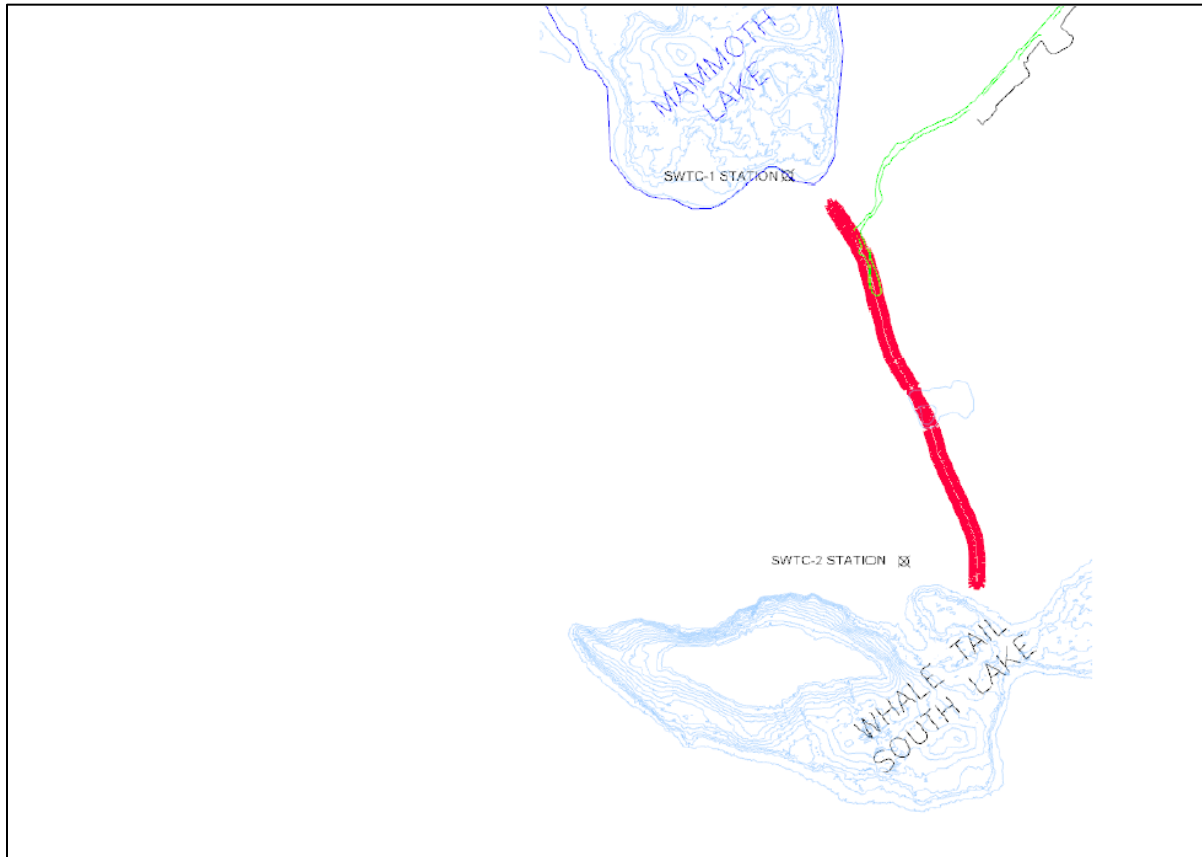 MAMMOTH
LAKE
SWTC-1 STATION
SWTC-2 STATION
WHALE TAIL
SOUTH LAKE